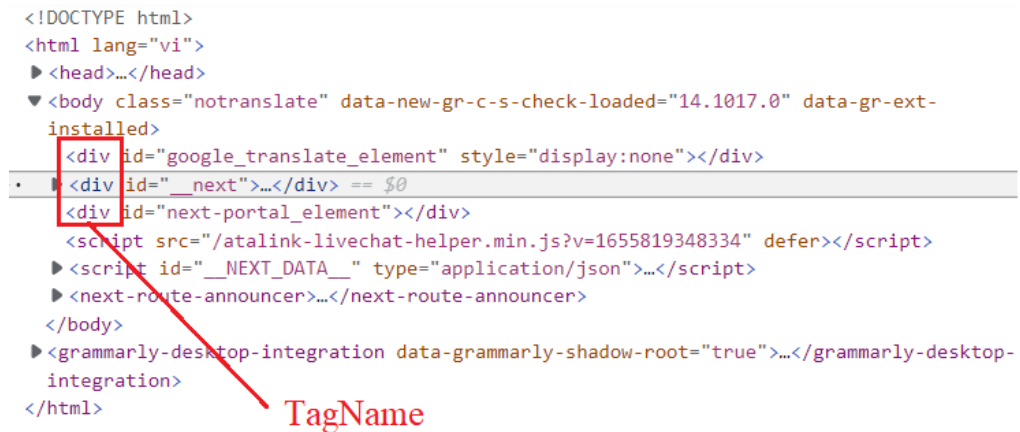 <!DOCTYPE html>
<html lang="vi">
<head>…</head>
<body class="notranslate" data-new-gr-c-s-check-loaded="14.1017.0" data-gr-ext-
installed>
<div id="google_translate_element" style="display:none"></div>
<div id="__next">…</div> == $0
<div id="next-portal_element"></div>
<script src="/atalink-livechat-helper.min.js?v=1655819348334" defer></script>
<script id="__NEXT_DATA__" type="application/json">…</script>
<next-route-announcer>…</next-route-announcer>
</body>
<grammarly-desktop-integration data-grammarly-shadow-root="true">…</grammarly-desktop-
integration>
</html>
TagName